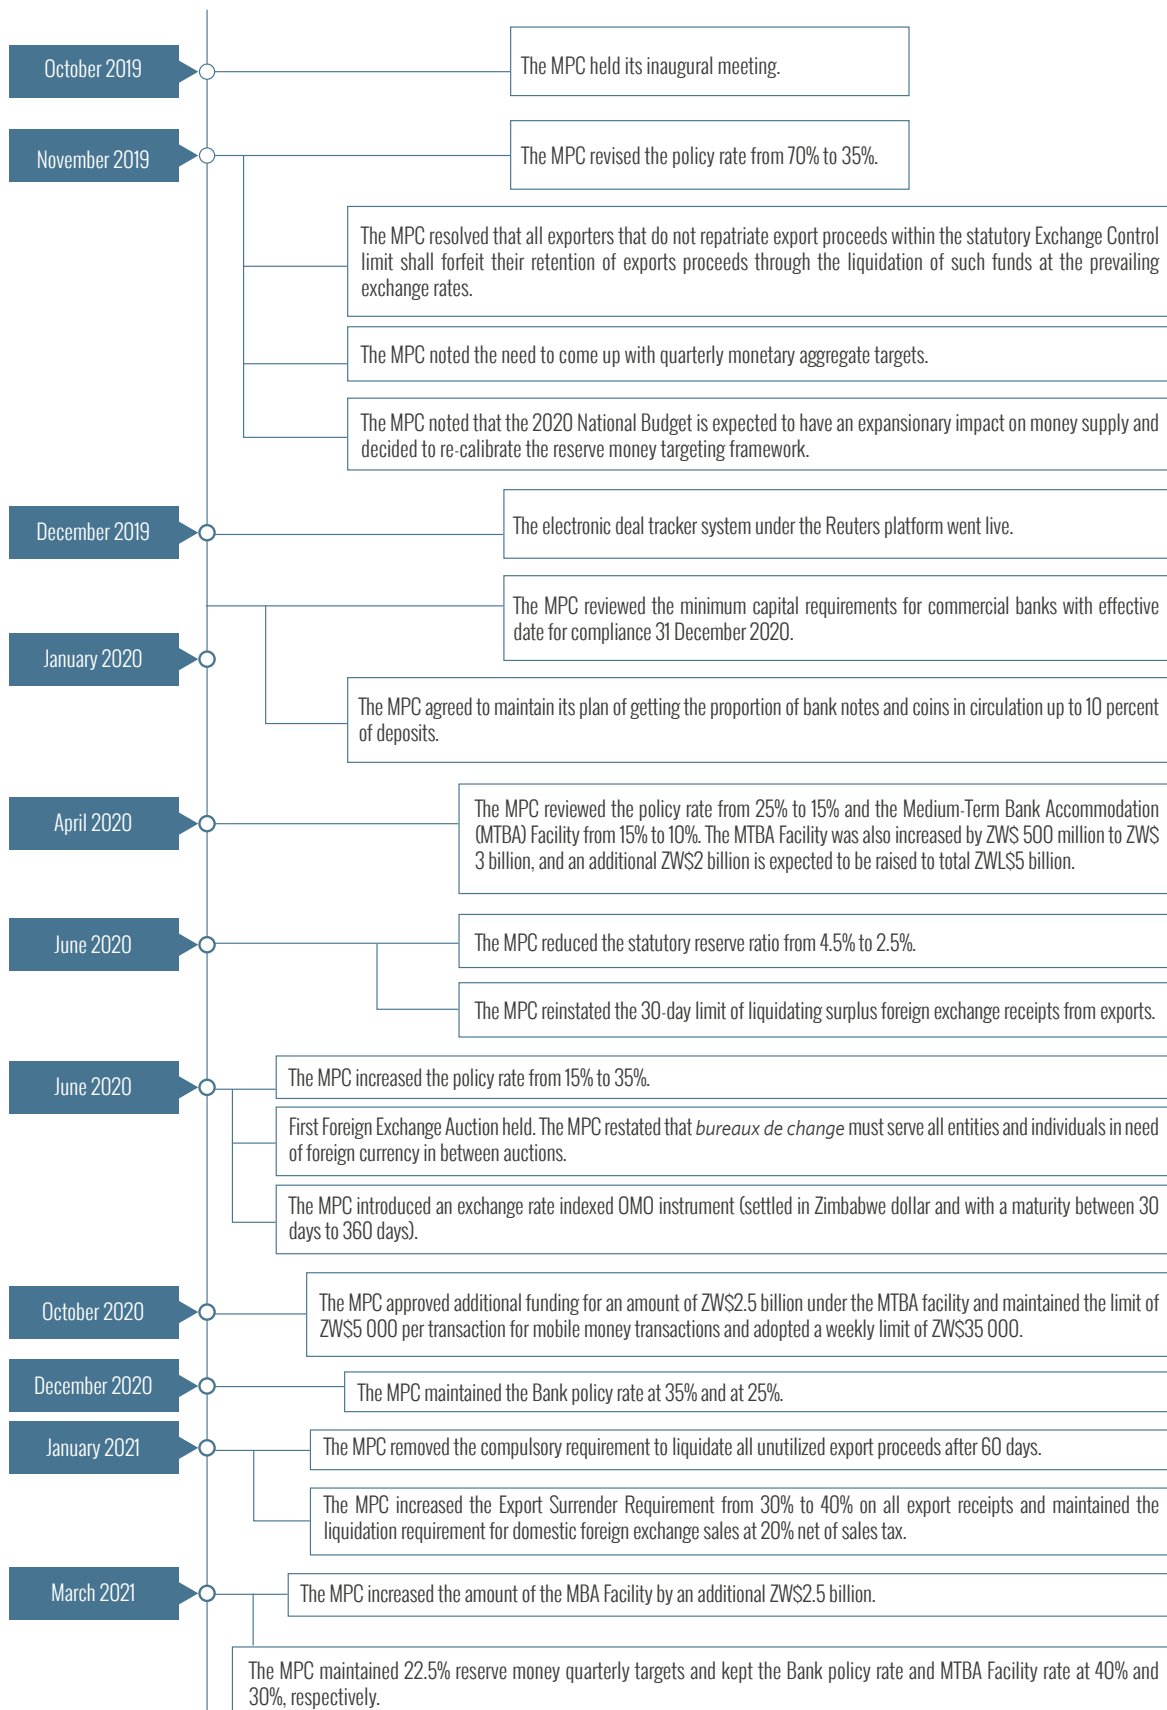 October 2019
The MPC held its inaugural meeting.
November 2019
The MPC revised the policy rate from 70% to 35%.
The MPC resolved that all exporters that do not repatriate export proceeds within the statutory Exchange Control
limit shall forfeit their retention of exports proceeds through the liquidation of such funds at the prevailing
exchange rates.
The MPC noted the need to come up with quarterly monetary aggregate targets.
The MPC noted that the 2020 National Budget is expected to have an expansionary impact on money supply and
decided to re-calibrate the reserve money targeting framework.
December 2019
The electronic deal tracker system under the Reuters platform went live.
The MPC reviewed the minimum capital requirements for commercial banks with effective
date for compliance 31 December 2020.
January 2020
The MPC agreed to maintain its plan of getting the proportion of bank notes and coins in circulation up to 10 percent
of deposits.
April 2020
The MPC reviewed the policy rate from 25% to 15% and the Medium-Term Bank Accommodation
(MTBA) Facility from 15% to 10%. The MTBA Facility was also increased by ZW$ 500 million to ZW$
3 billion, and an additional ZW$2 billion is expected to be raised to total ZWL$5 billion.
June 2020
The MPC reduced the statutory reserve ratio from 4.5% to 2.5%.
The MPC reinstated the 30-day limit of liquidating surplus foreign exchange receipts from exports.
June 2020
The MPC increased the policy rate from 15% to 35%.
First Foreign Exchange Auction held. The MPC restated that bureaux de change must serve all entities and individuals in need
of foreign currency in between auctions.
The MPC introduced an exchange rate indexed OMO instrument (settled in Zimbabwe dollar and with a maturity between 30
days to 360 days).
October 2020
The MPC approved additional funding for an amount of ZW$2.5 billion under the MTBA facility and maintained the limit of
ZW$5 000 per transaction for mobile money transactions and adopted a weekly limit of ZW$35 000.
December 2020
The MPC maintained the Bank policy rate at 35% and at 25%.
January 2021
The MPC removed the compulsory requirement to liquidate all unutilized export proceeds after 60 days.
The MPC increased the Export Surrender Requirement from 30% to 40% on all export receipts and maintained the
liquidation requirement for domestic foreign exchange sales at 20% net of sales tax.
March 2021
The MPC increased the amount of the MBA Facility by an additional ZW$2.5 billion.
The MPC maintained 22.5% reserve money quarterly targets and kept the Bank policy rate and MTBA Facility rate at 40% and
30%, respectively.